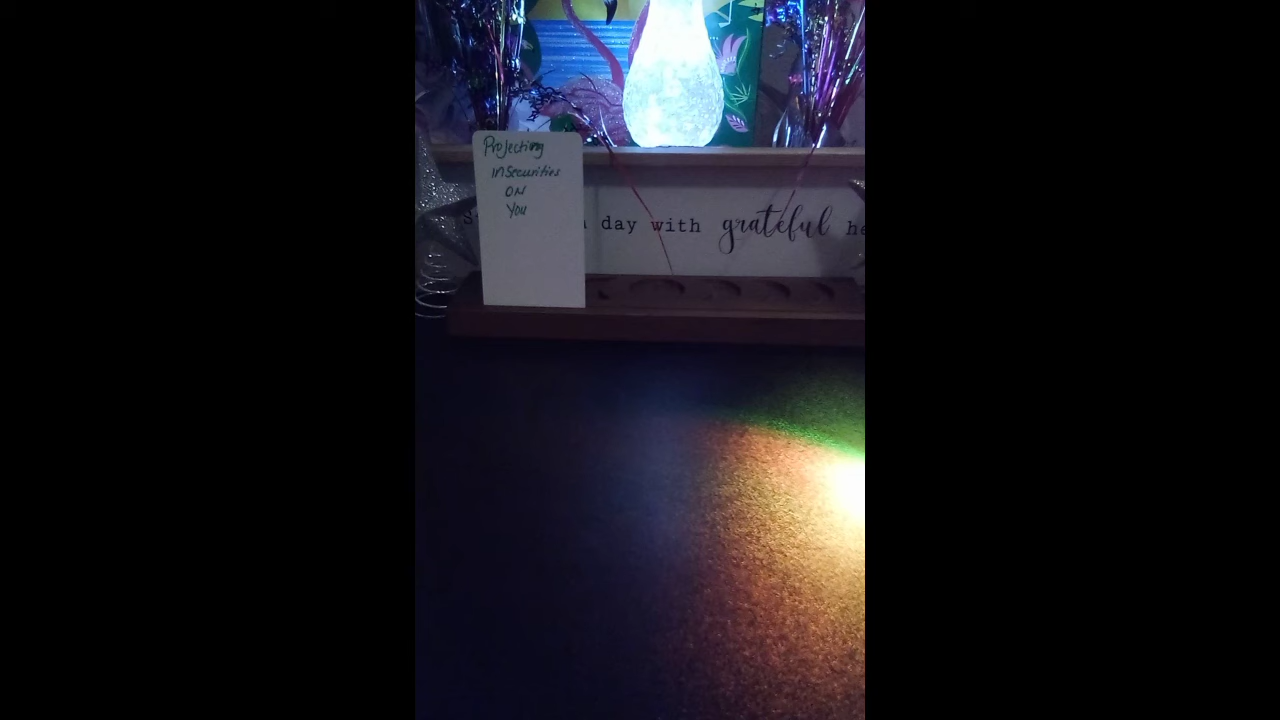 Projecting
insecurities
ON
You
day with grateful